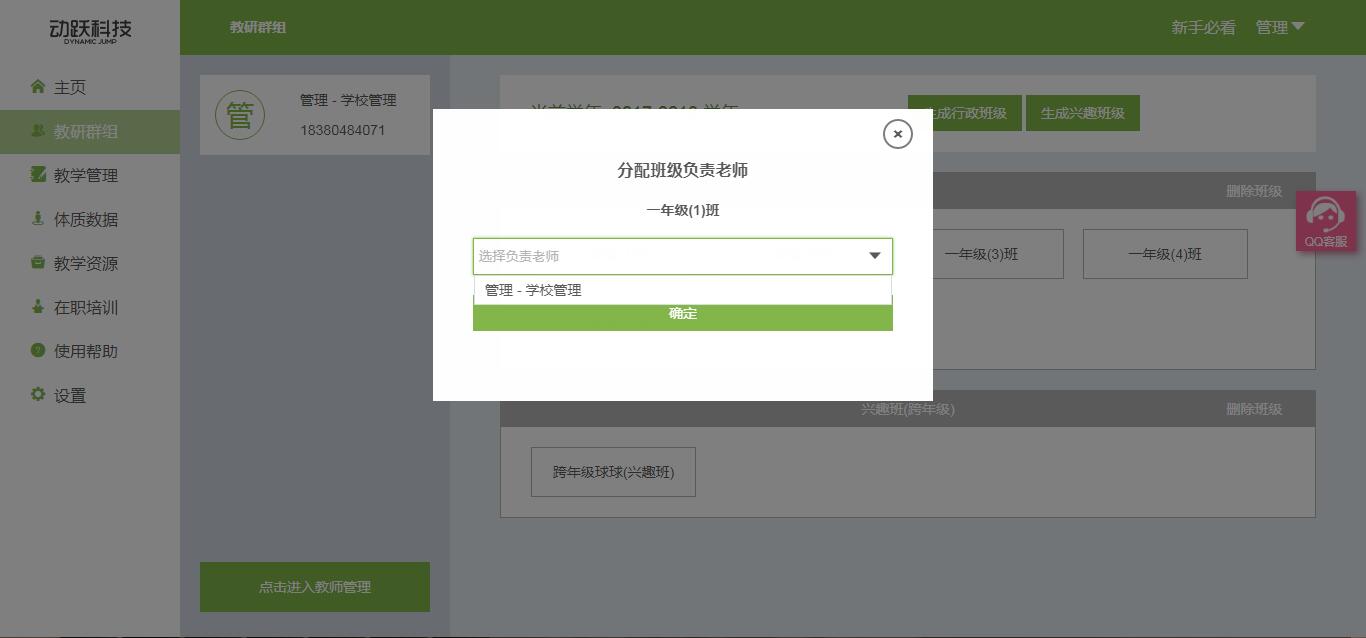 动跃科技
DYNAMIC JUMP
教研群组
新手必看
管理
主页
教研群组
教学管理
体质数据
教学资源
在职培训
使用帮助
设置
管
管理 - 学校管理
18380484071
点击进入教师管理
生成行政班级
生成兴趣班级
删除班级
一年级(3)班
一年级(4)班
分配班级负责老师
一年级(1)班
选择负责老师
管理 - 学校管理
确定
兴趣班(跨年级)
删除班级
跨年级球球(兴趣班)
QQ客服